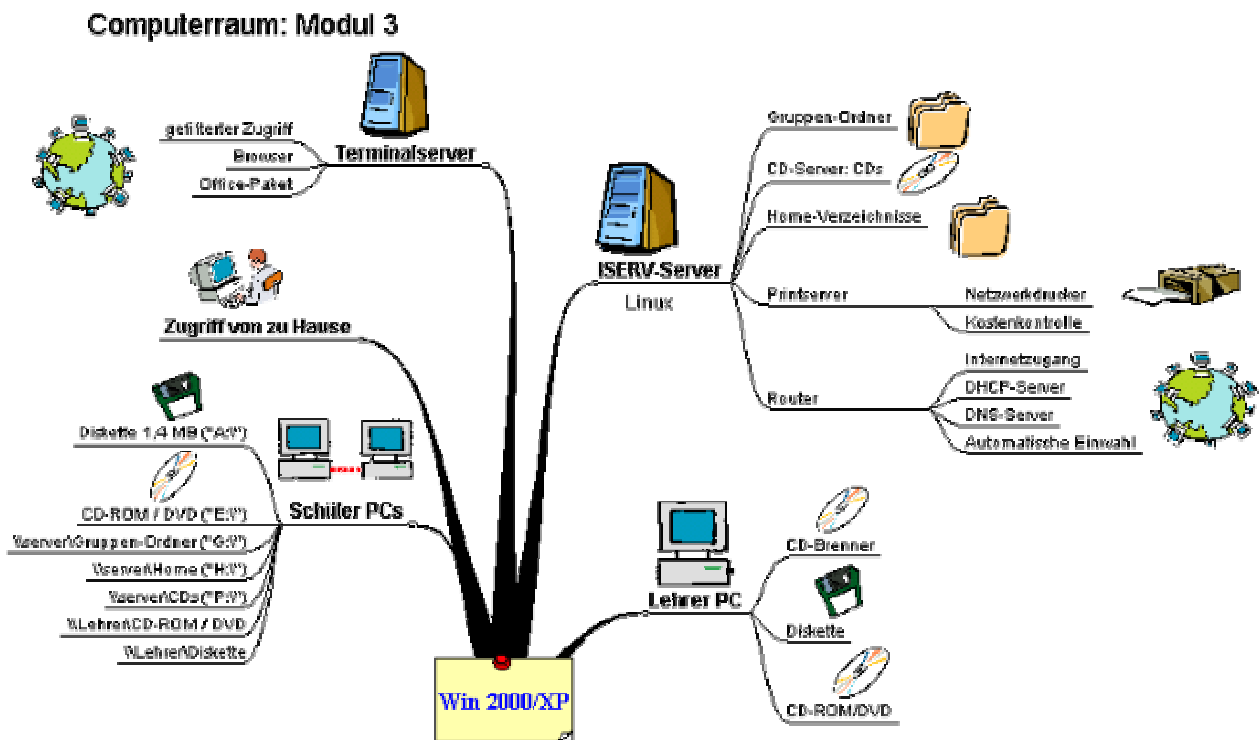 Computerraum: Modul 3
Terminalserver
gefilterter Zugriff
Browser
Office-Paket
Zugriff von zu Hause
Schüler PCs
Diskette 1,4 MB ("A:\")
CD-ROM / DVD ("E:\")
\\server\Gruppen-Ordner ("G:\")
\\server\Home ("H:\")
\\server\CDs ("P:\")
\\Lehrer\CD-ROM / DVD
\\Lehrer\Diskette
ISERV-Server
Linux
Gruppen-Ordner
CD-Server: CDs
Home-Verzeichnisse
Printserver
Netzwerkdrucker
Kostenkontrolle
Router
Internetzugang
DHCP-Server
DNS-Server
Automatische Einwahl
Lehrer PC
CD-Brenner
Diskette
CD-ROM/DVD
Win 2000/XP